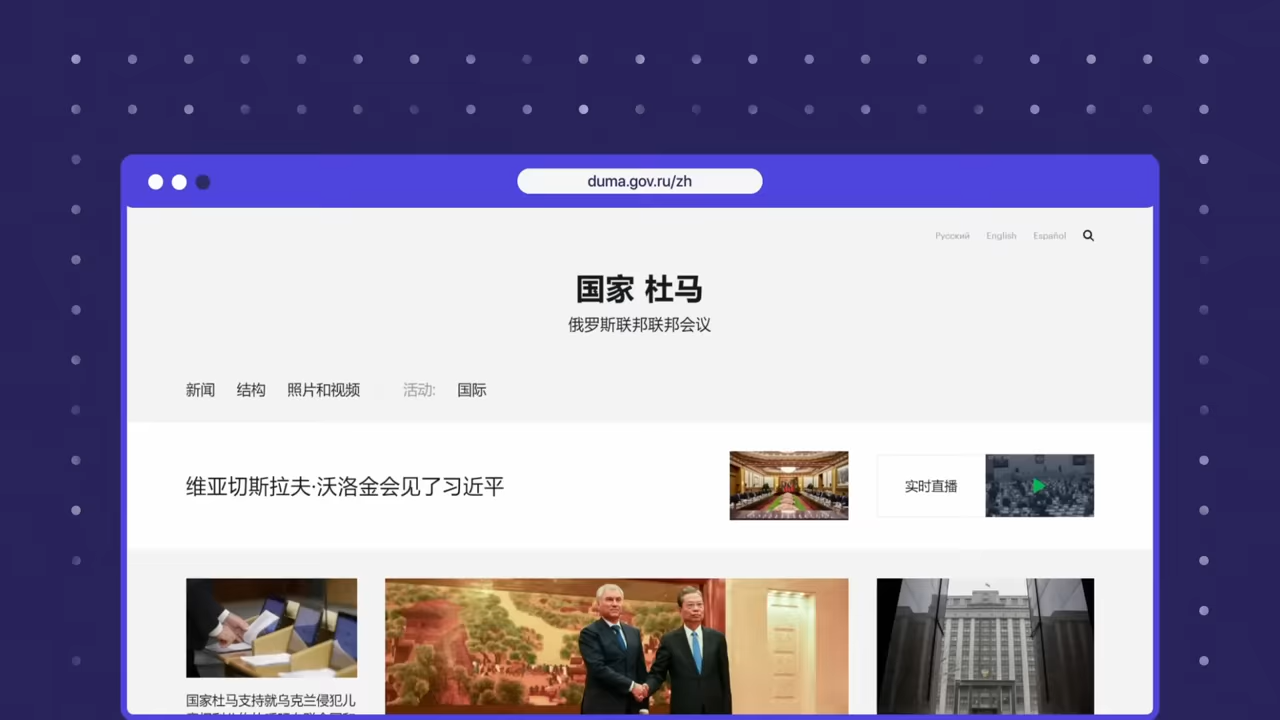 duma.gov.ru/zh
Русский English Español
国家 杜马
俄罗斯联邦联邦会议
新闻 结构 照片和视频 活动: 国际
维亚切斯拉夫·沃洛金会见了习近平
实时直播
国家杜马支持就乌克兰侵犯儿